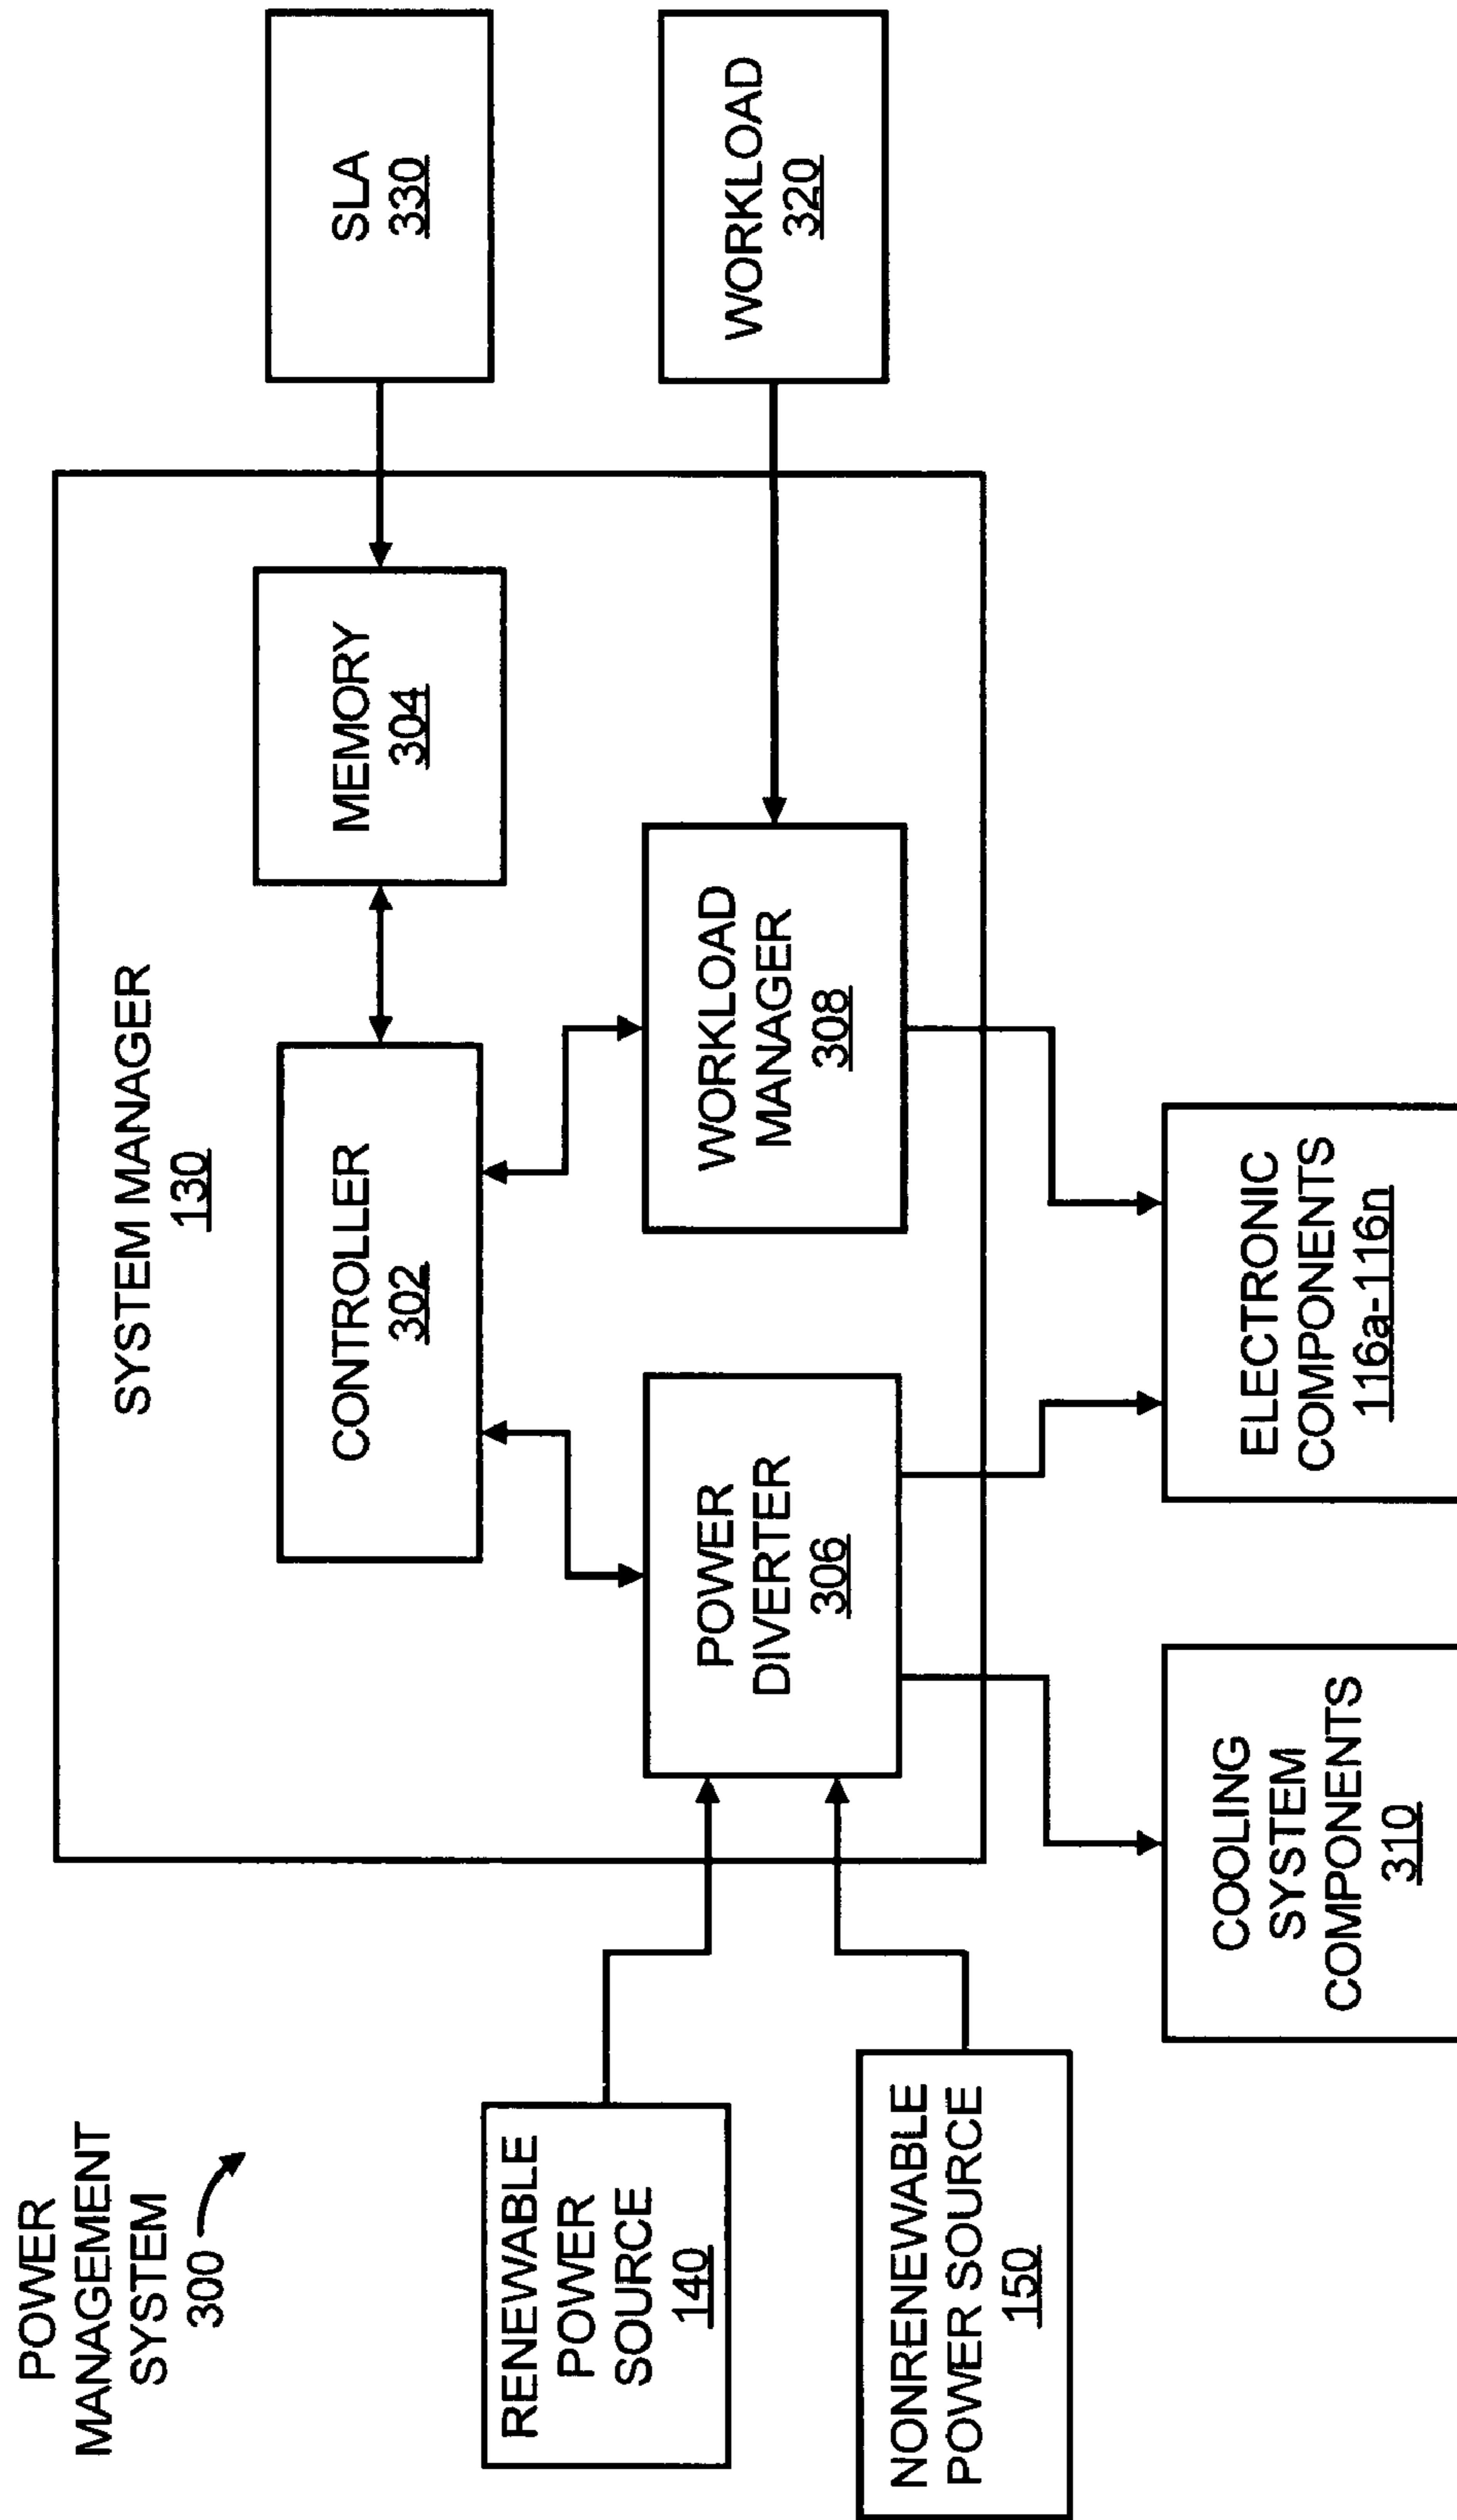 POWER
MANAGEMENT
SYSTEM
300
SYSTEM MANAGER
130
RENEWABLE
POWER
SOURCE
140
CONTROLLER
302
MEMORY
304
SLA
330
NONRENEWABLE
POWER SOURCE
150
POWER
DIVERTER
306
WORKLOAD
MANAGER
308
WORKLOAD
320
COOLING
SYSTEM
COMPONENTS
310
ELECTRONIC
COMPONENTS
116a-116n